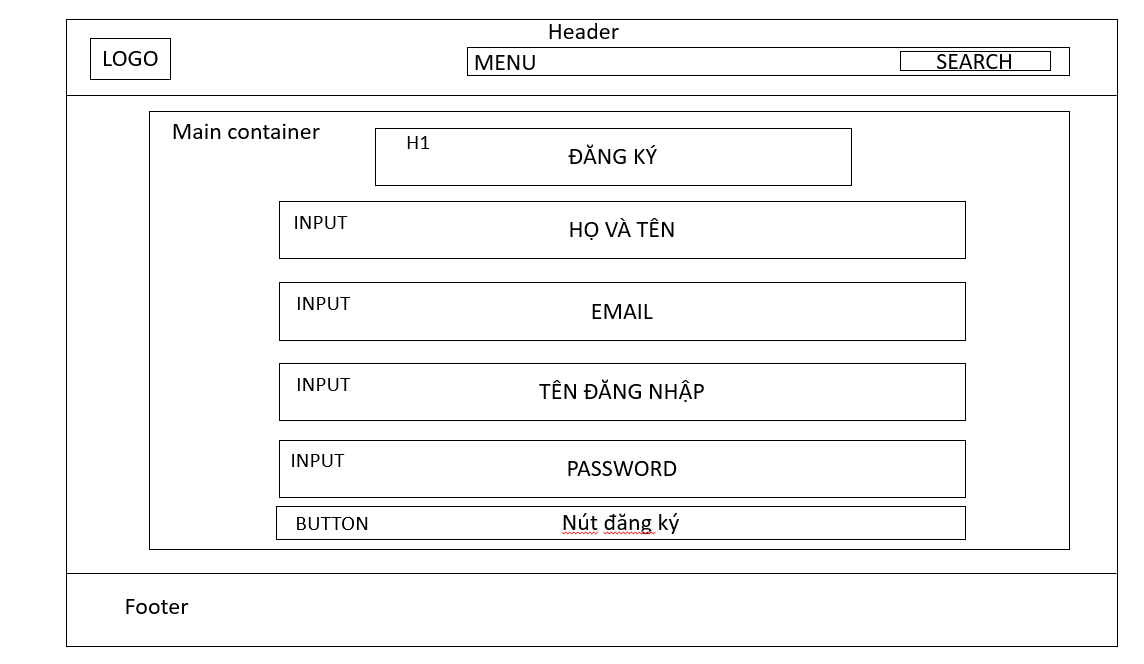 Header
LOGO
MENU
SEARCH
Main container
H1
ĐĂNG KÝ
INPUT
HỌ VÀ TÊN
INPUT
EMAIL
INPUT
TÊN ĐĂNG NHẬP
INPUT
PASSWORD
BUTTON
Nút đăng ký
Footer